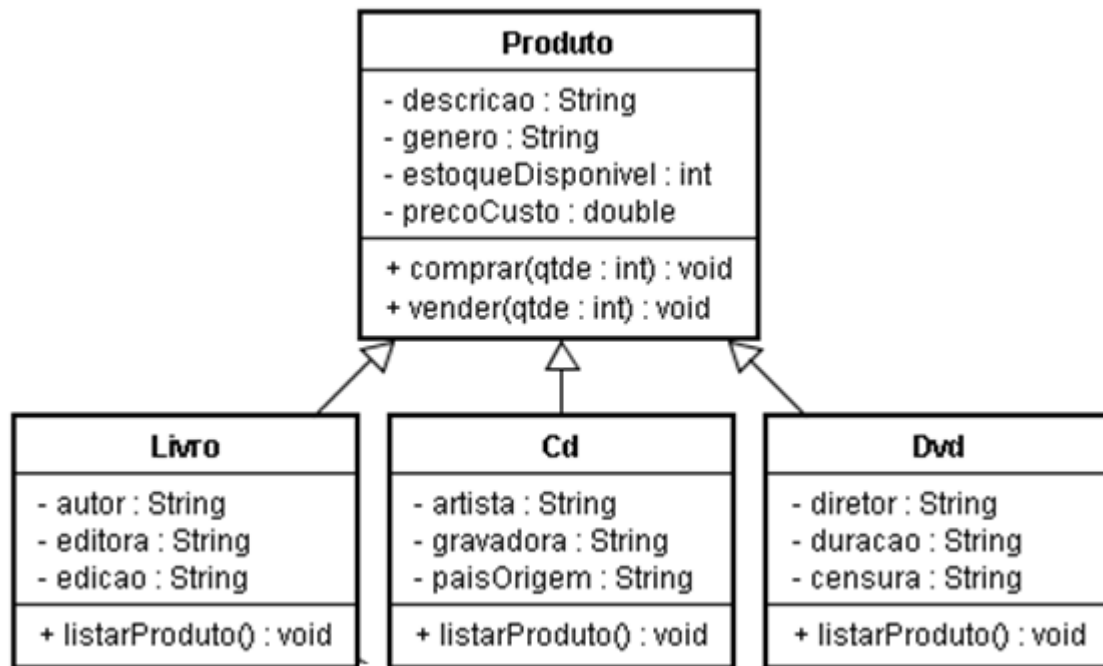 Produto
- descricao : String
- genero : String
- estoqueDisponivel : int
- precoCusto : double
+ comprar(qtde : int) : void
+ vender(qtde : int) : void
Livro
- autor : String
- editora : String
- edicao : String
+ listarProduto() : void
Cd
- artista : String
- gravadora : String
- paisOrigem : String
+ listarProduto() : void
Dvd
- diretor : String
- duracao : String
- censura : String
+ listarProduto() : void